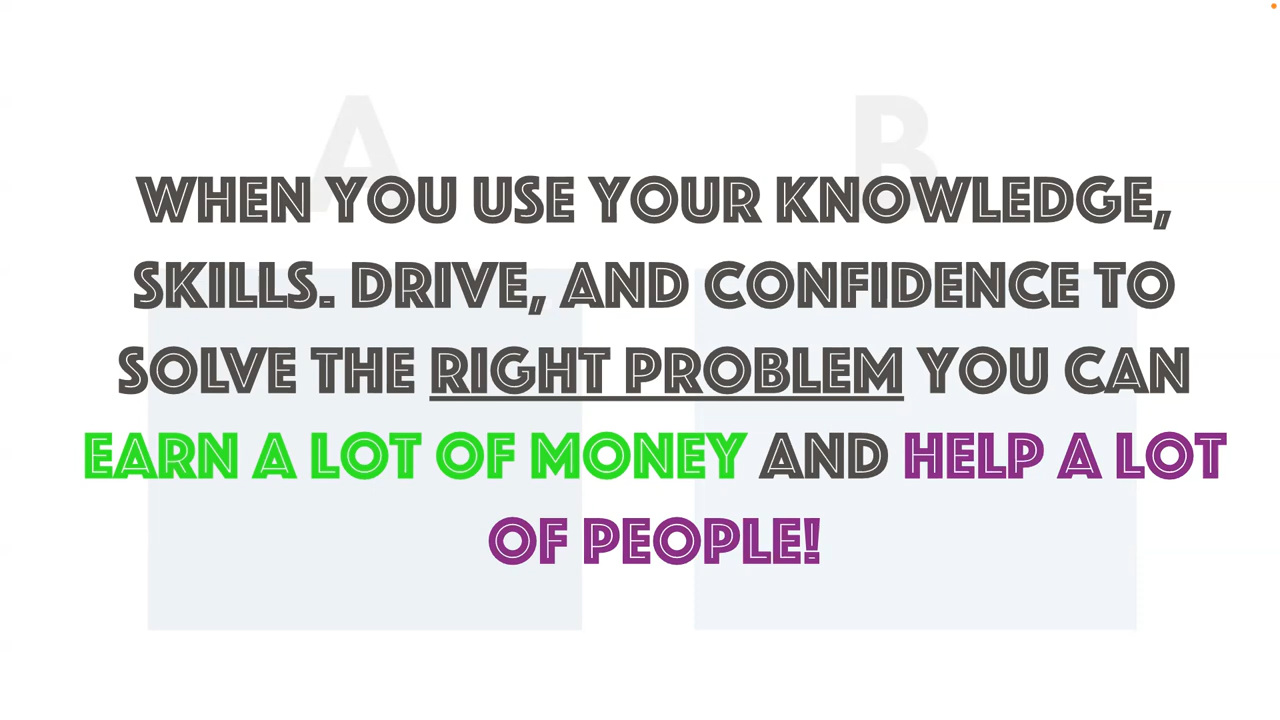 A B
WHEN YOU USE YOUR KNOWLEDGE,
SKILLS. DRIVE, AND CONFIDENCE TO
SOLVE THE RIGHT PROBLEM YOU CAN
EARN A LOT OF MONEY AND HELP A LOT
OF PEOPLE!